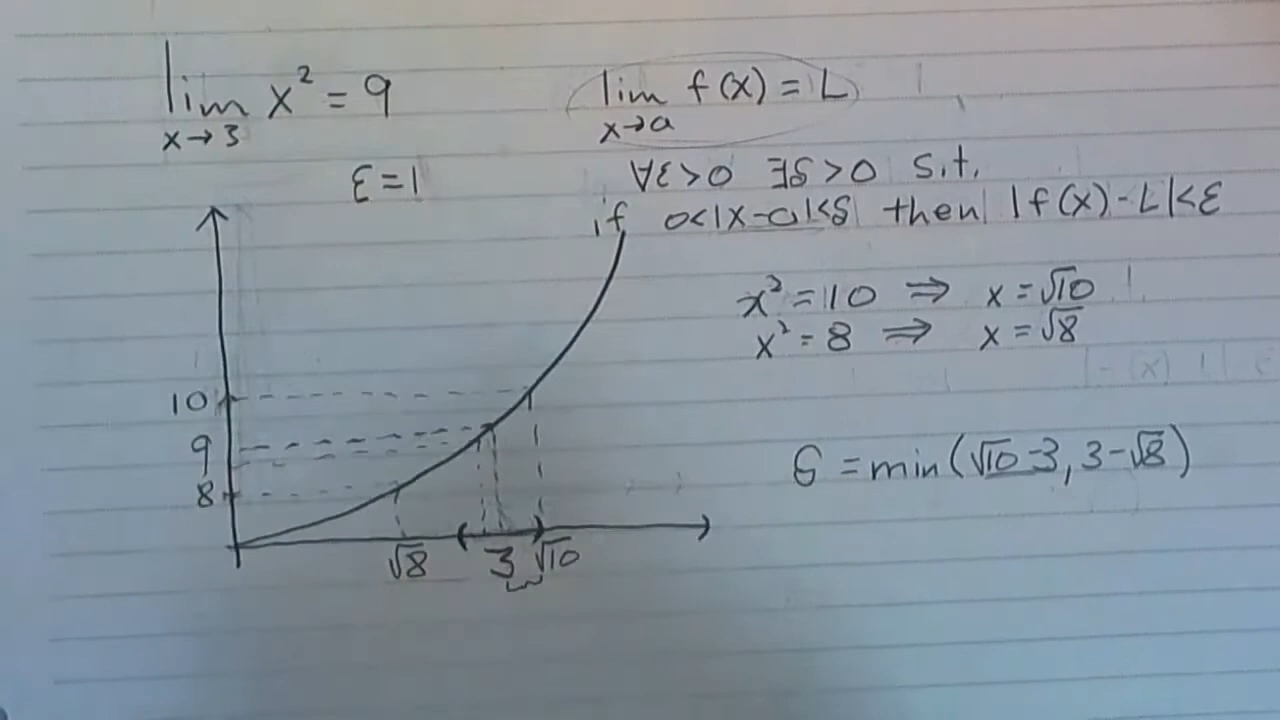 lim x² = 9
x→3
ε=1
lim f(x) = L
x→a
∀ε>0 ∃δ>0 s.t.
if 0<|x-a|<δ then |f(x)-L|<ε
x²=10 ⇒ x=√10
x²=8 ⇒ x=√8
δ=min(√10-3, 3-√8)
10
9
8
√8 3 √10